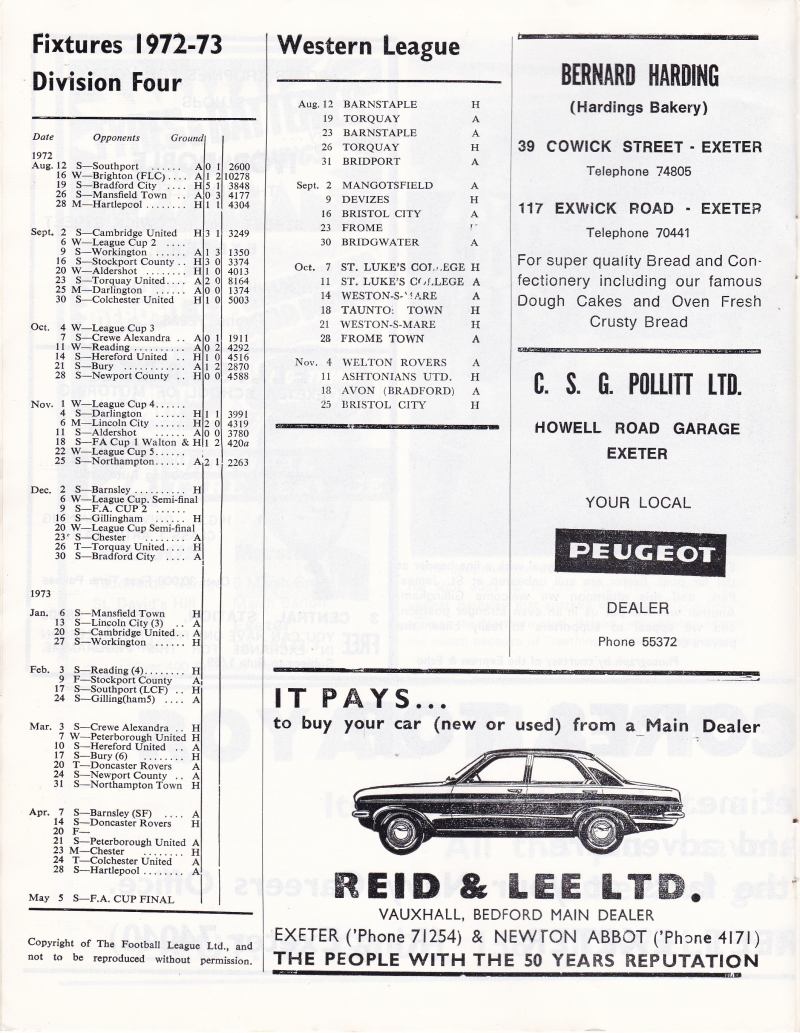 Fixtures 1972-73
Division Four
Date Opponents Ground
1972
Aug. 12 S—Southport ...... A 0 1 2600
16 W—Brighton (FLC) .... A 1 2 10278
19 S—Bradford City .... H 5 1 3848
26 S—Mansfield Town .. A 0 3 4177
28 M—Hartlepool ........ H 1 1 4304
Sept. 2 S—Cambridge United H 3 1 3249
6 W—League Cup 2 ....
9 S—Workington ...... A 1 3 1350
16 S—Stockport County .. H 3 0 3374
20 W—Aldershot ........ H 1 0 4013
23 S—Torquay United .... A 2 0 8164
25 M—Darlington ...... A 0 0 1374
30 S—Colchester United H 1 0 5003
Oct. 4 W—League Cup 3
7 S—Crewe Alexandra .. A 0 1 1911
11 W—Reading .......... A 0 2 4292
14 S—Hereford United .. H 1 0 4516
21 S—Bury ............ A 1 2 2870
28 S—Newport County .. H 0 0 4588
Nov. 1 W—League Cup 4......
4 S—Darlington ...... H 1 1 3991
6 M—Lincoln City .... H 2 0 4319
11 S—Aldershot ........ A 0 0 3780
18 S—FA Cup 1 Walton & H 1 2 420a
22 W—League Cup 5......
25 S—Northampton...... A 2 1 2263
Dec. 2 S—Barnsley .......... H
6 W—League Cup. Semi-final
9 S—F.A. CUP 2 ......
16 S—Gillingham ...... H
20 W—League Cup Semi-final
23 S—Chester ........ A
26 T—Torquay United.... H
30 S—Bradford City .... A
1973
Jan. 6 S—Mansfield Town H
13 S—Lincoln City (3) .. A
20 S—Cambridge United.. A
27 S—Workington ...... H
Feb. 3 S—Reading (4)........ H
9 F—Stockport County A
17 S—Southport (LCF) .. H
24 S—Gilling(ham5) .... A
Mar. 3 S—Crewe Alexandra .. H
7 W—Peterborough United H
10 S—Hereford United .. A
17 S—Bury (6) ........ H
20 T—Doncaster Rovers A
24 S—Newport County .. A
31 S—Northampton Town H
Apr. 7 S—Barnsley (SF) .... A
14 S—Doncaster Rovers H
20 F—
21 S—Peterborough United A
23 M—Chester ........ H
24 T—Colchester United A
28 S—Hartlepool ........ A
May 5 S—F.A. CUP FINAL
Copyright of The Football League Ltd., and
not to be reproduced without permission.
Western League
Aug. 12 BARNSTAPLE H
19 TORQUAY A
23 BARNSTAPLE A
26 TORQUAY H
31 BRIDPORT A
Sept. 2 MANGOTSFIELD A
9 DEVIZES H
16 BRISTOL CITY A
23 FROME
30 BRIDGWATER A
Oct. 7 ST. LUKE'S COLLEGE H
11 ST. LUKE'S COLLEGE A
14 WESTON-S-MARE A
18 TAUNTO: TOWN H
21 WESTON-S-MARE H
28 FROME TOWN A
Nov. 4 WELTON ROVERS A
11 ASHTONIANS UTD. H
18 AVON (BRADFORD) A
25 BRISTOL CITY H
BERNARD HARDING
(Hardings Bakery)
39 COWICK STREET - EXETER
Telephone 74805
117 EXWICK ROAD - EXETER
Telephone 70441
For super quality Bread and Con-
fectionery including our famous
Dough Cakes and Oven Fresh
Crusty Bread
C. S. G. POLLITT LTD.
HOWELL ROAD GARAGE
EXETER
YOUR LOCAL
PEUGEOT
DEALER
Phone 55372
IT PAYS...
to buy your car (new or used) from a Main Dealer
REID & LEE LTD.
VAUXHALL, BEDFORD MAIN DEALER
EXETER ('Phone 71254) & NEWTON ABBOT ('Phone 4171)
THE PEOPLE WITH THE 50 YEARS REPUTATION